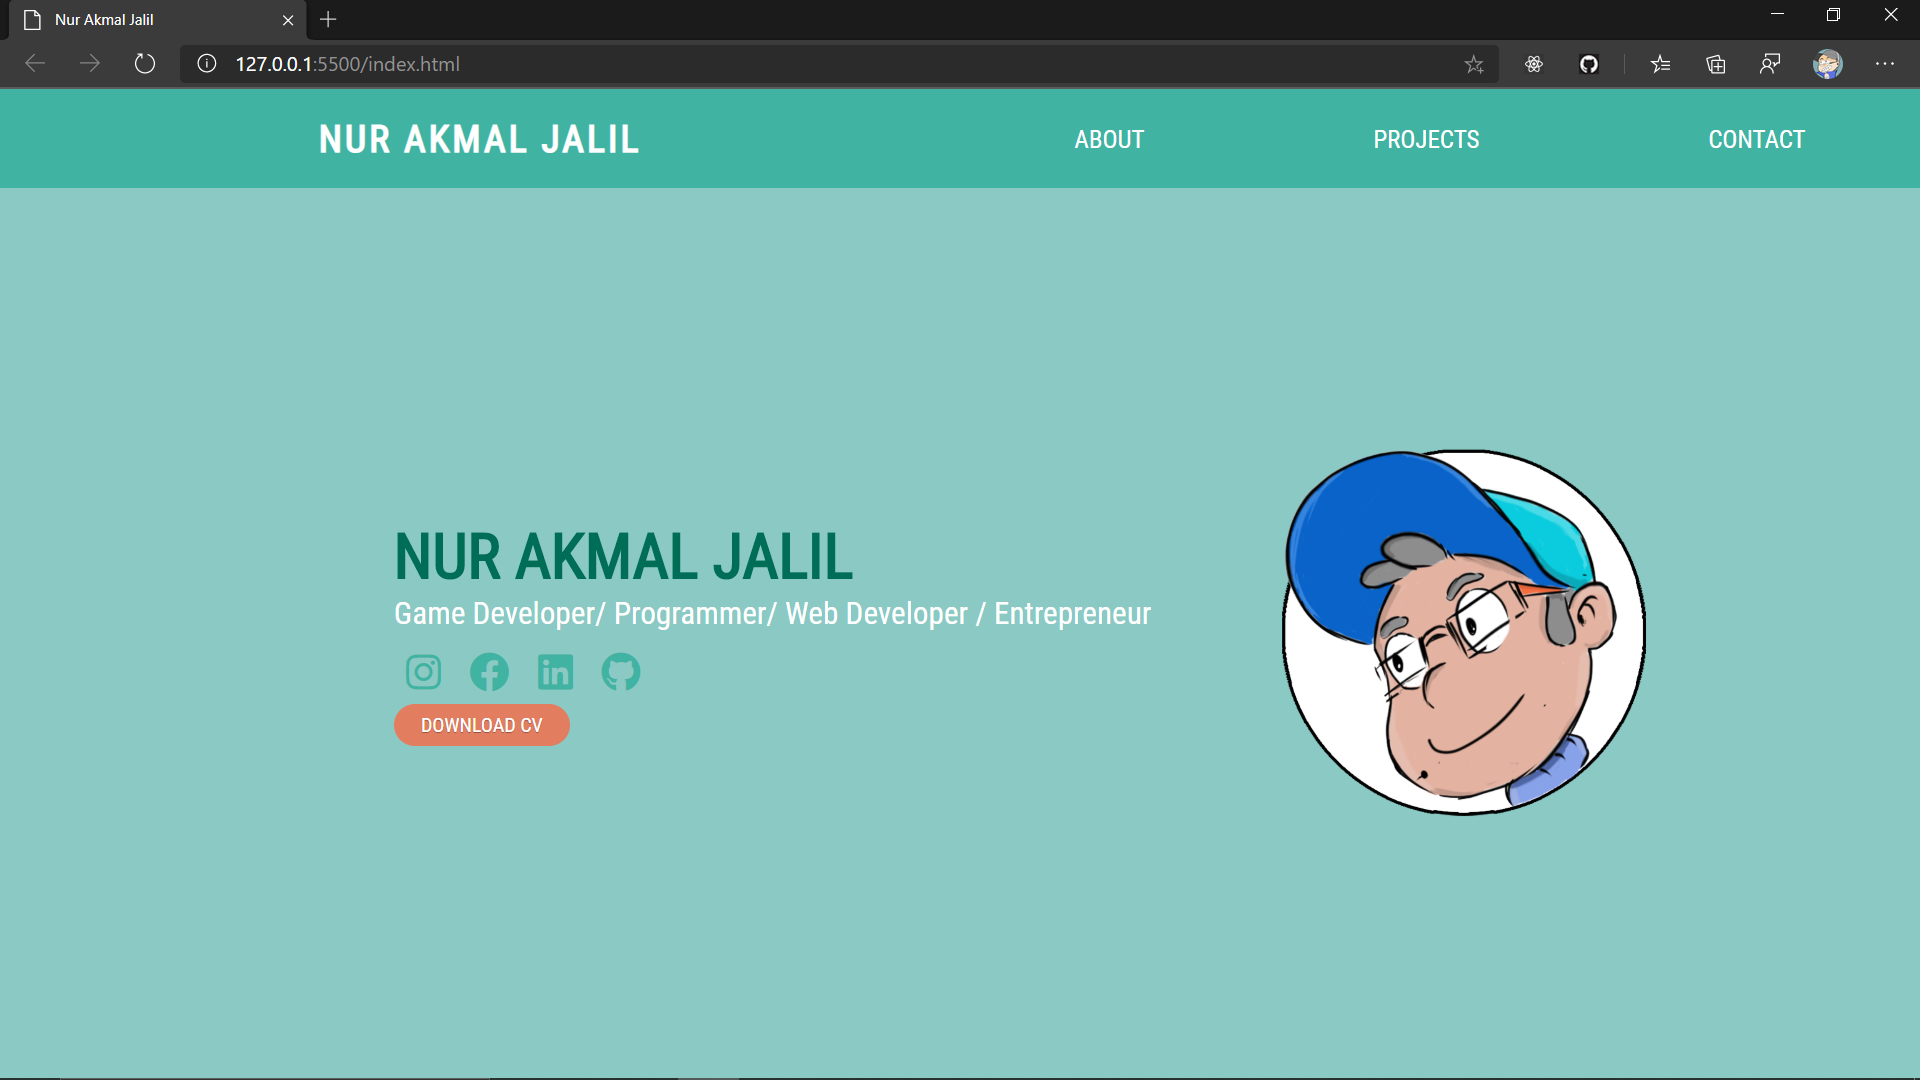 Nur Akmal Jalil
127.0.0.1:5500/index.html
NUR AKMAL JALIL
ABOUT
PROJECTS
CONTACT
NUR AKMAL JALIL
Game Developer/ Programmer/ Web Developer / Entrepreneur
DOWNLOAD CV